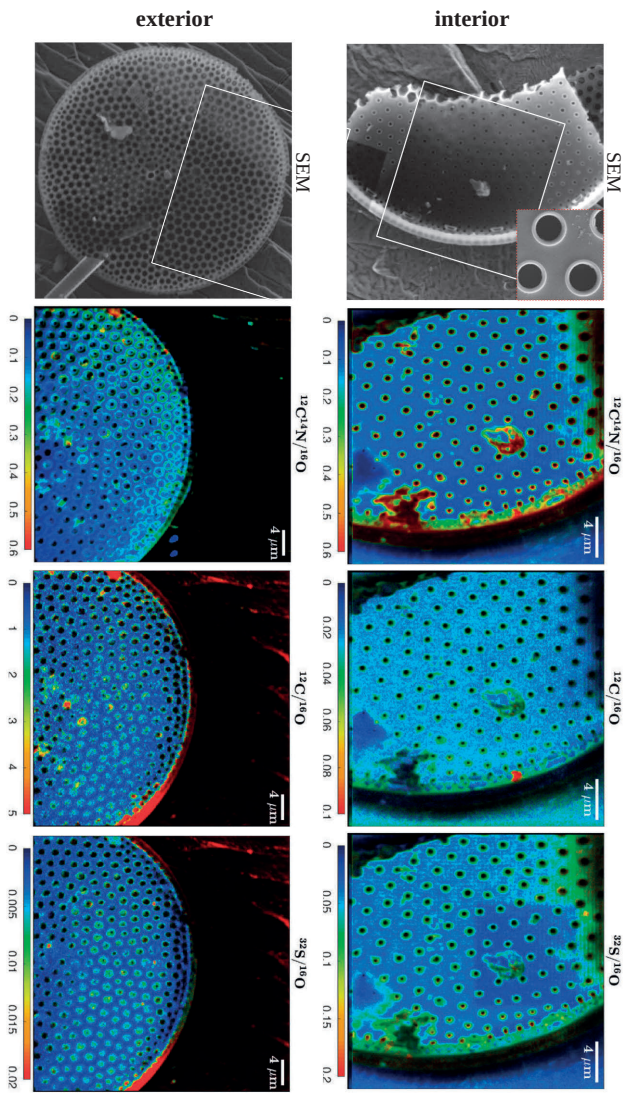 exterior
interior
SEM
SEM
¹²C¹⁴N/¹⁶O
4 μm
0 0.1 0.2 0.3 0.4 0.5 0.6
¹²C¹⁴N/¹⁶O
4 μm
0 0.1 0.2 0.3 0.4 0.5 0.6
¹²C/¹⁶O
4 μm
0 1 2 3 4 5
¹²C/¹⁶O
4 μm
0 0.02 0.04 0.06 0.08 0.1
³²S/¹⁶O
4 μm
0 0.005 0.01 0.015 0.02
³²S/¹⁶O
4 μm
0 0.05 0.1 0.15 0.2